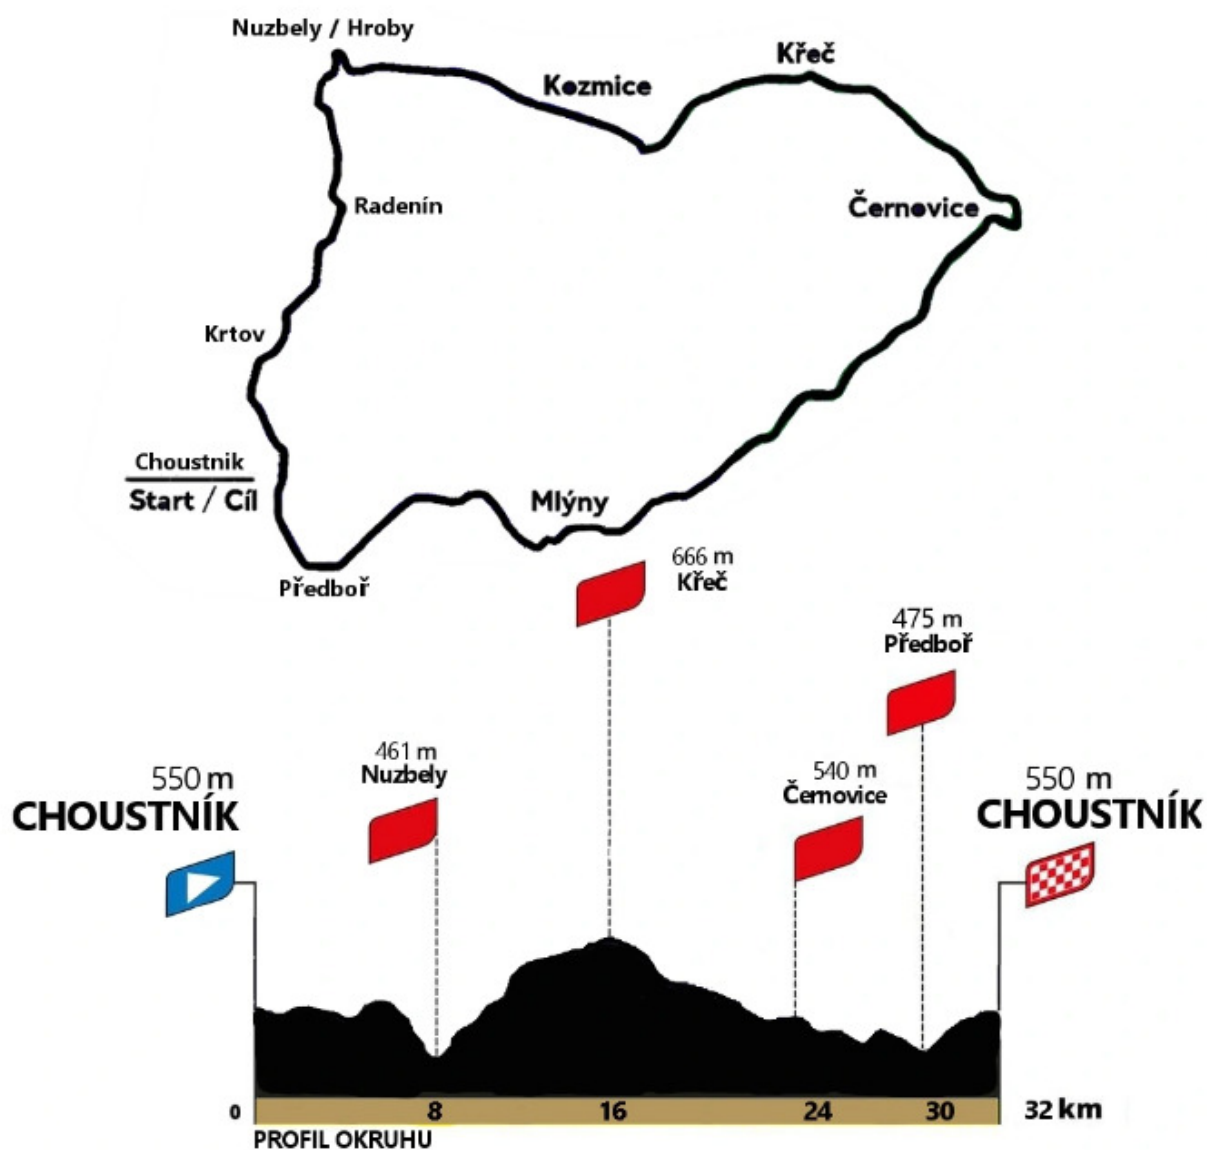 Nuzbely / Hroby
Křeč
Kozmice
Radenín
Černovice
Krtov
Choustnik
Start / Cíl
Mlýny
Předboř
666 m
Křeč
475 m
Předboř
461 m
Nuzbely
540 m
Černovice
550 m
CHOUSTNÍK
550 m
CHOUSTNÍK
0 8 16 24 30 32 km
PROFIL OKRUHU